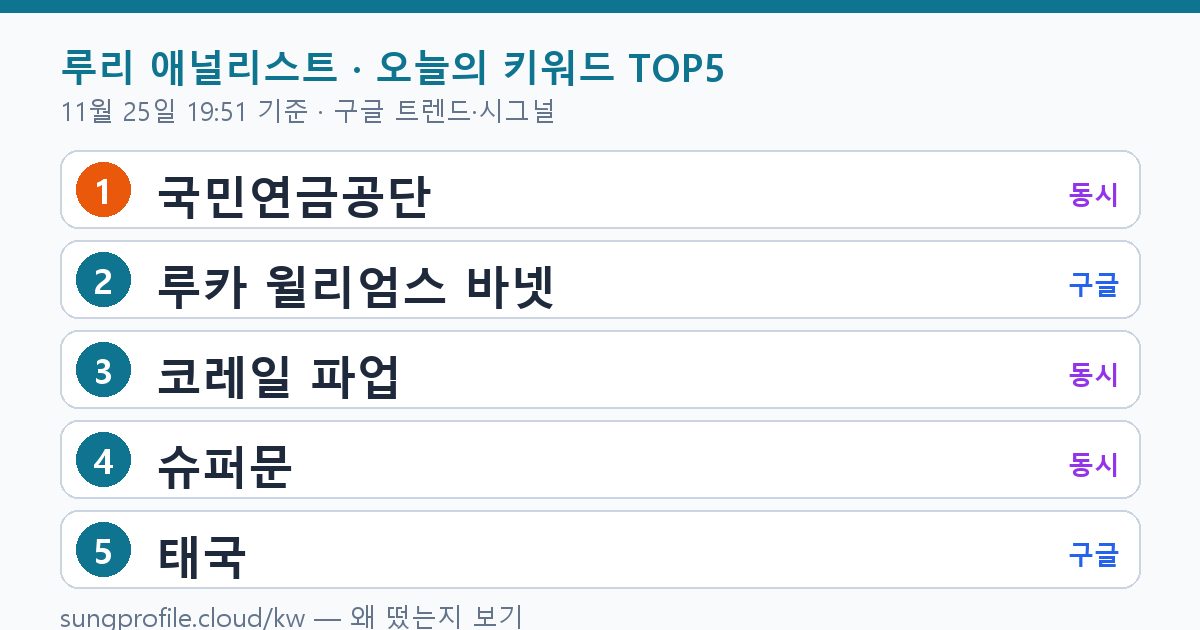 루리 애널리스트 · 오늘의 키워드 TOP5
11월 25일 19:51 기준 · 구글 트렌드·시그널
1 국민연금공단 동시
2 루카 윌리엄스 바넷 구글
3 코레일 파업 동시
4 슈퍼문 동시
5 태국 구글
sungprofile.cloud/kw — 왜 떴는지 보기